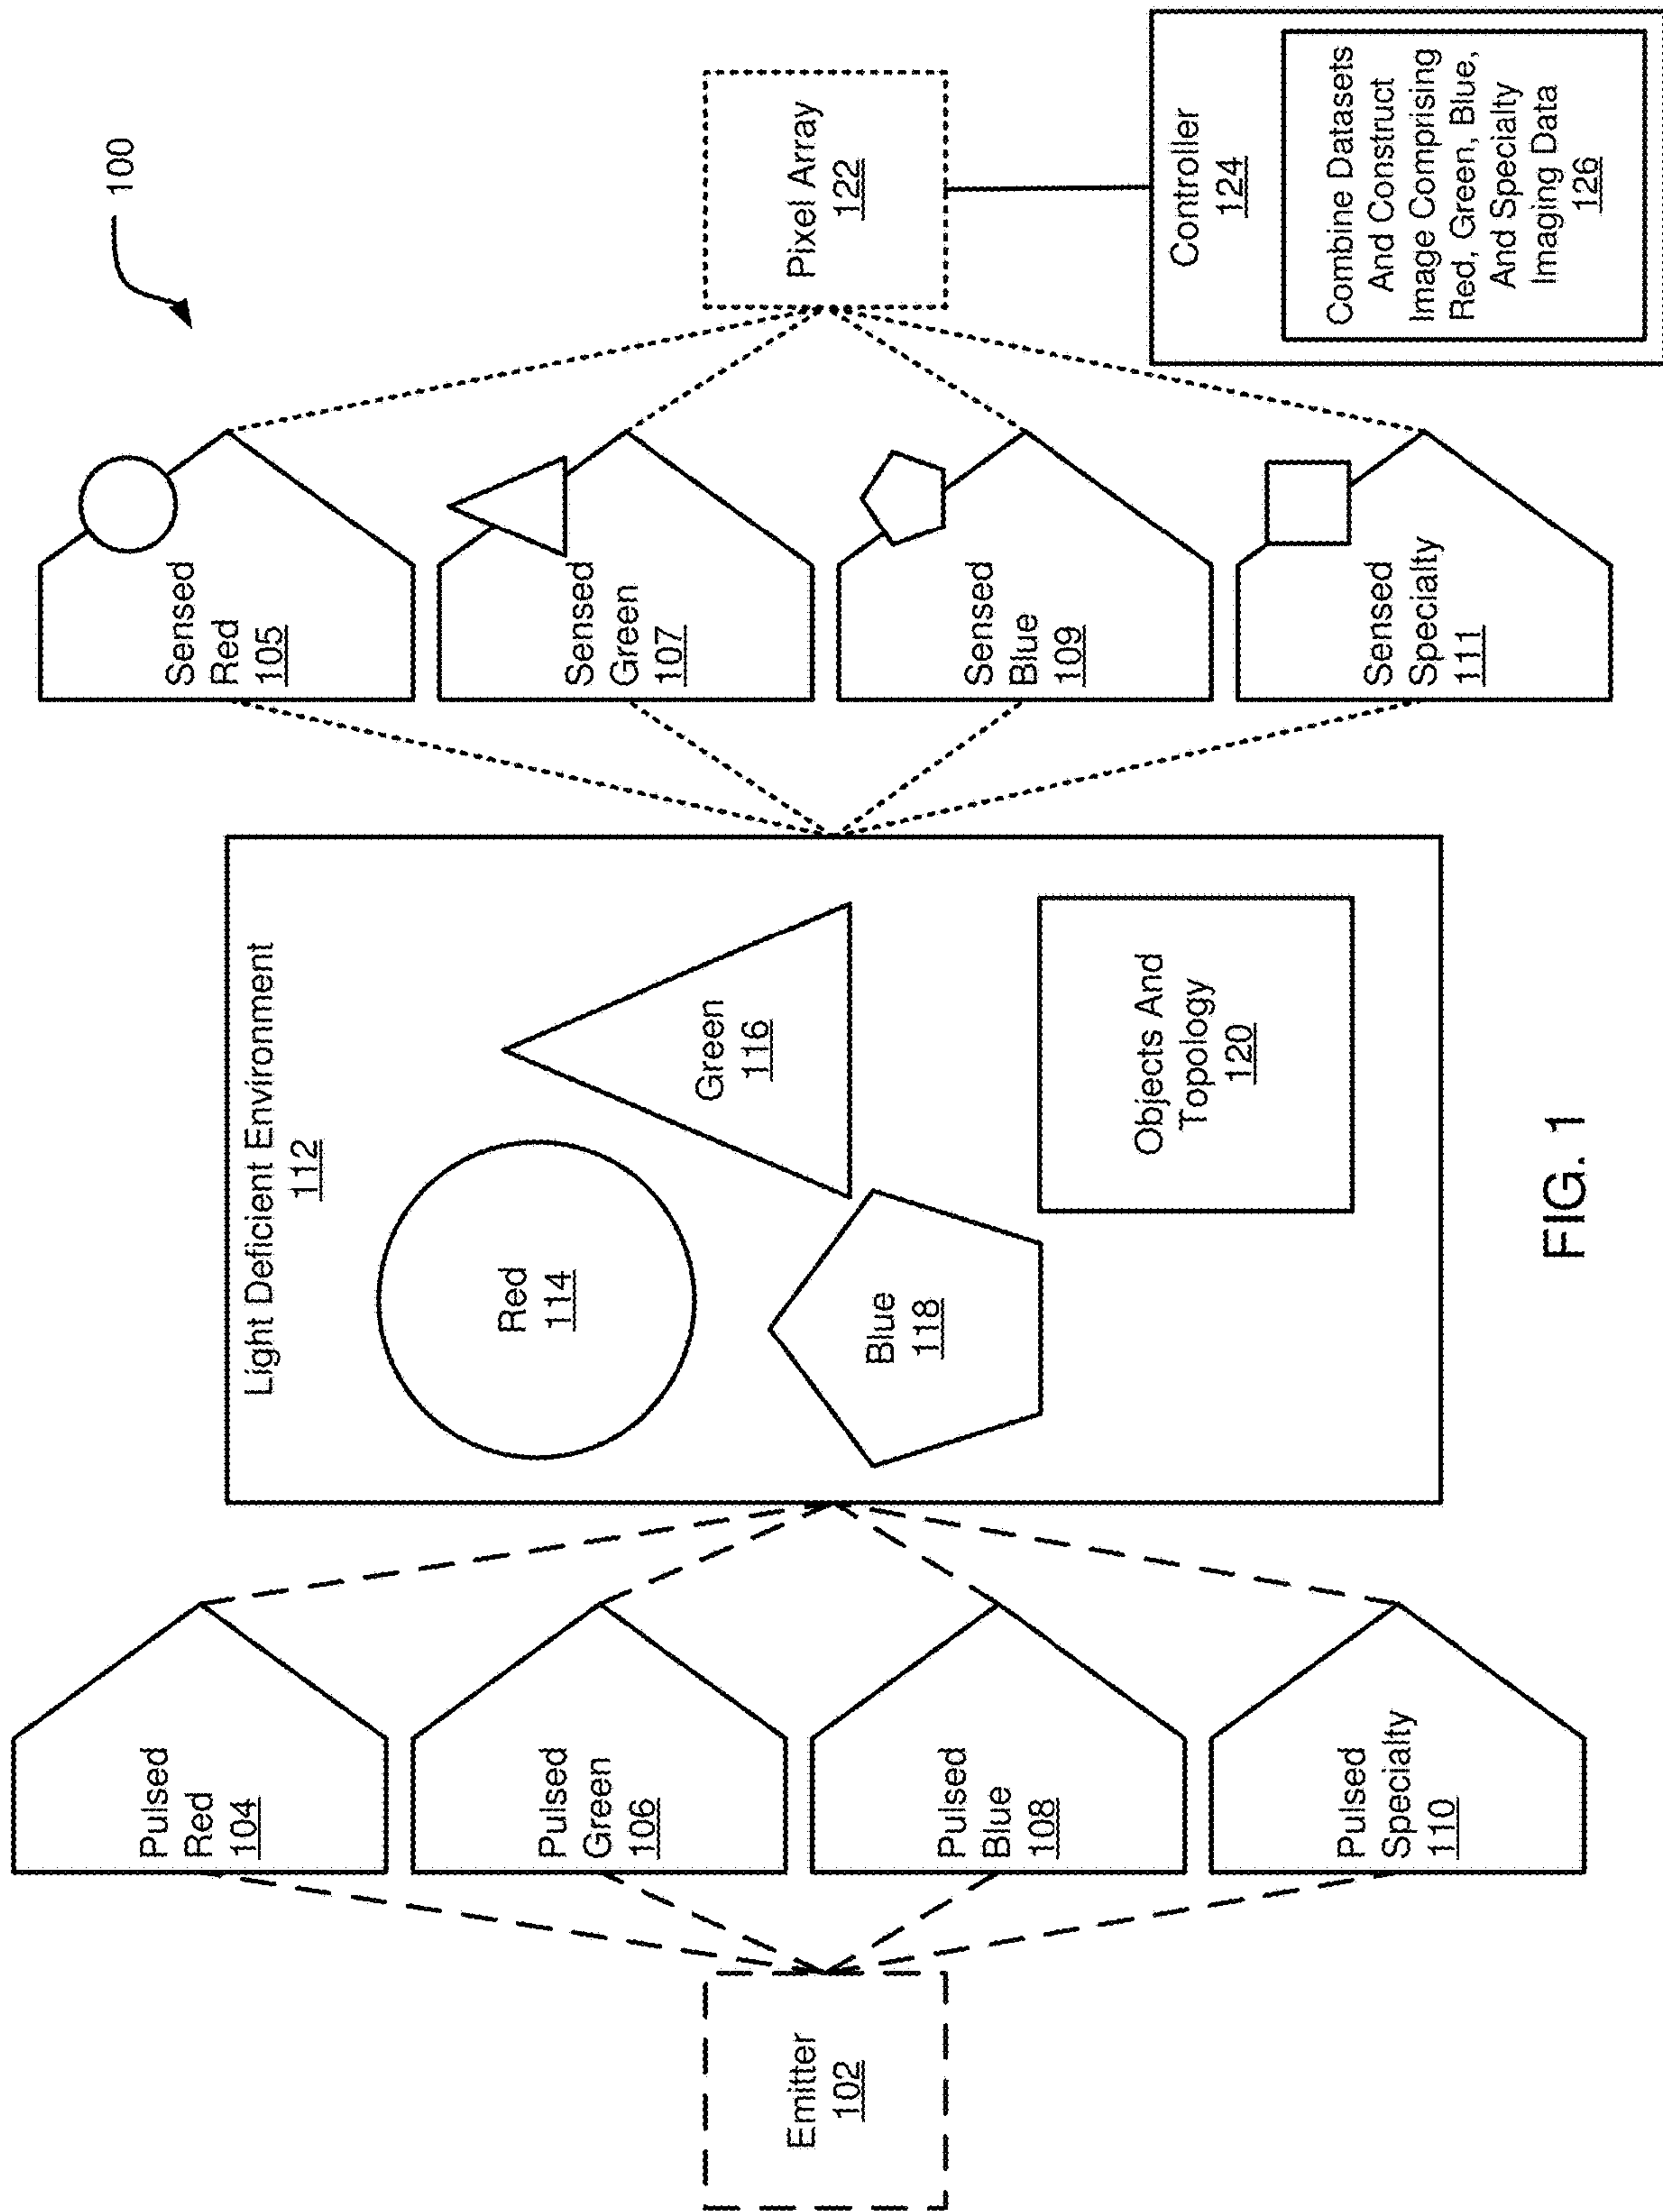 100
Emitter
102
Pulsed
Red
104
Pulsed
Green
106
Pulsed
Blue
108
Pulsed
Specialty
110
Light Deficient Environment
112
Red
114
Green
116
Blue
118
Objects And
Topology
120
Sensed
Red
105
Sensed
Green
107
Sensed
Blue
109
Sensed
Specialty
111
Pixel Array
122
Controller
124
Combine Datasets
And Construct
Image Comprising
Red, Green, Blue,
And Specialty
Imaging Data
126
FIG. 1